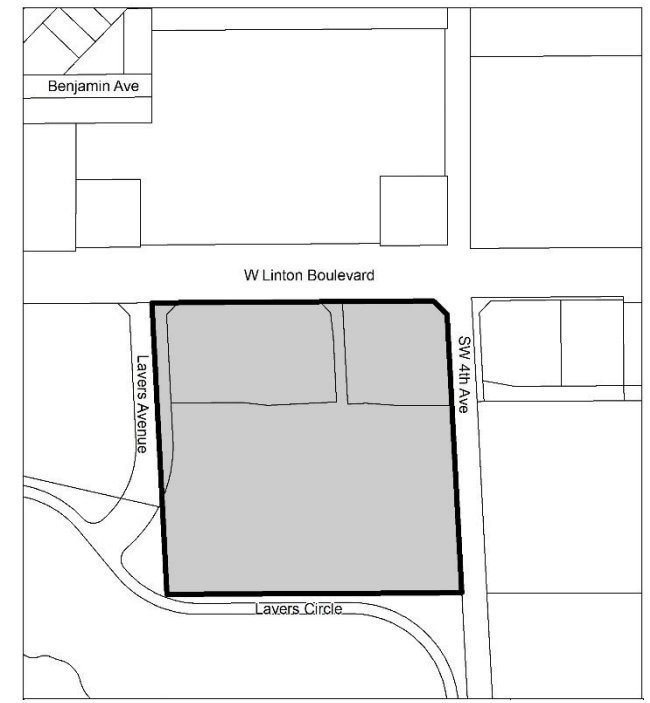 Benjamin Ave
W Linton Boulevard
Lavers Avenue
SW 4th Ave
Lavers Circle